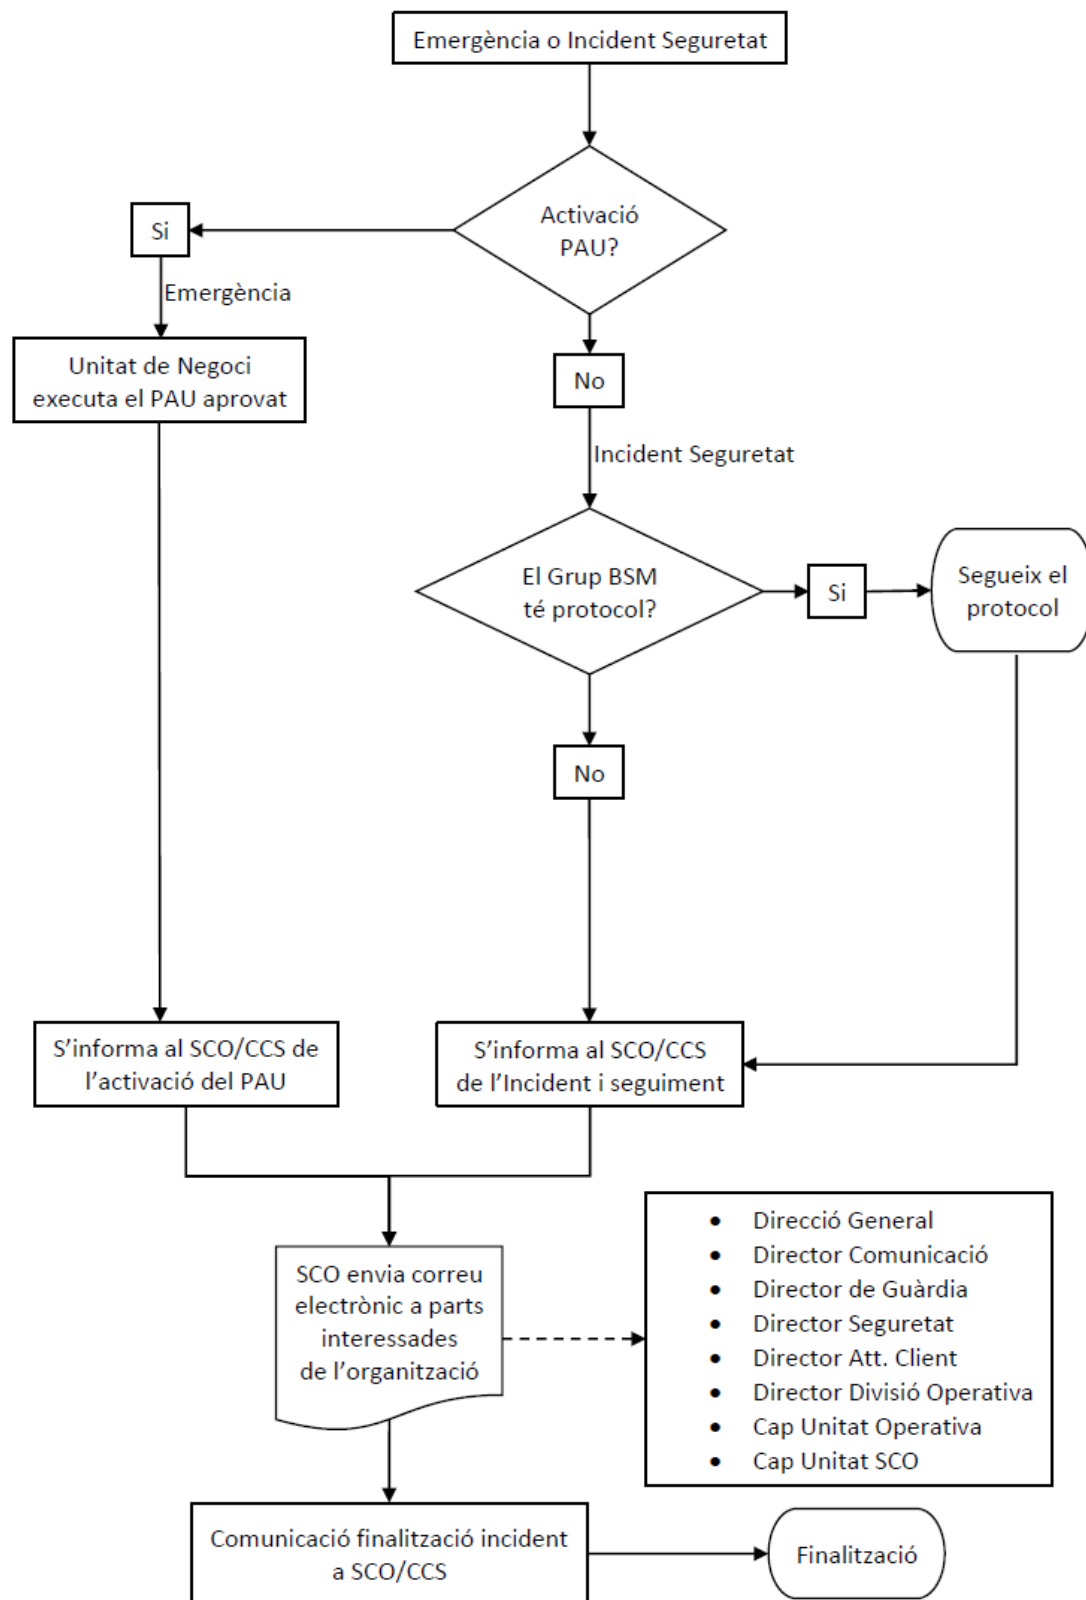 Emergència o Incident Seguretat
Activació
PAU?
Si
Emergència
Unitat de Negoci
executa el PAU aprovat
No
Incident Seguretat
El Grup BSM
té protocol?
Si
Segueix el
protocol
No
S'informa al SCO/CCS de
l'activació del PAU
S'informa al SCO/CCS
de l'Incident i seguiment
SCO envia correu
electrònic a parts
interessades
de l'organització
• Direcció General
• Director Comunicació
• Director de Guàrdia
• Director Seguretat
• Director Att. Client
• Director Divisió Operativa
• Cap Unitat Operativa
• Cap Unitat SCO
Comunicació finalització incident
a SCO/CCS
Finalització